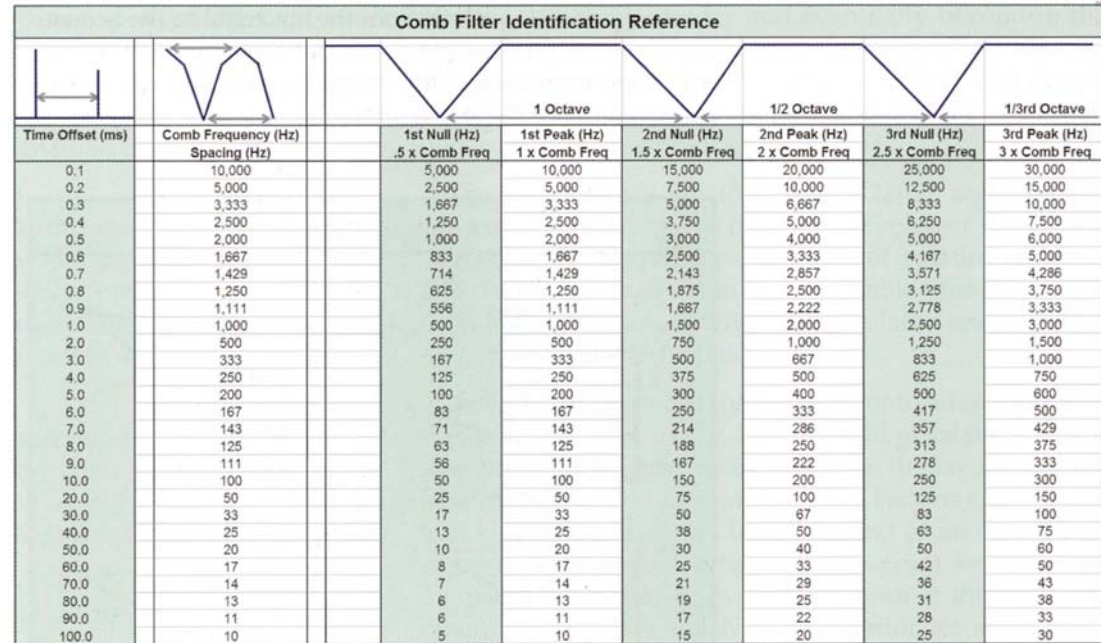 Comb Filter Identification Reference
1 Octave 1/2 Octave 1/3rd Octave
Time Offset (ms) Comb Frequency (Hz) 1st Null (Hz) 1st Peak (Hz) 2nd Null (Hz) 2nd Peak (Hz) 3rd Null (Hz) 3rd Peak (Hz)
Spacing (Hz) .5 x Comb Freq 1 x Comb Freq 1.5 x Comb Freq 2 x Comb Freq 2.5 x Comb Freq 3 x Comb Freq
0.1 10,000 5,000 10,000 15,000 20,000 25,000 30,000
0.2 5,000 2,500 5,000 7,500 10,000 12,500 15,000
0.3 3,333 1,667 3,333 5,000 6,667 8,333 10,000
0.4 2,500 1,250 2,500 3,750 5,000 6,250 7,500
0.5 2,000 1,000 2,000 3,000 4,000 5,000 6,000
0.6 1,667 833 1,667 2,500 3,333 4,167 5,000
0.7 1,429 714 1,429 2,143 2,857 3,571 4,286
0.8 1,250 625 1,250 1,875 2,500 3,125 3,750
0.9 1,111 556 1,111 1,667 2,222 2,778 3,333
1.0 1,000 500 1,000 1,500 2,000 2,500 3,000
2.0 500 250 500 750 1,000 1,250 1,500
3.0 333 167 333 500 667 833 1,000
4.0 250 125 250 375 500 625 750
5.0 200 100 200 300 400 500 600
6.0 167 83 167 250 333 417 500
7.0 143 71 143 214 286 357 429
8.0 125 63 125 188 250 313 375
9.0 111 56 111 167 222 278 333
10.0 100 50 100 150 200 250 300
20.0 50 25 50 75 100 125 150
30.0 33 17 33 50 67 83 100
40.0 25 13 25 38 50 63 75
50.0 20 10 20 30 40 50 60
60.0 17 8 17 25 33 42 50
70.0 14 7 14 21 29 36 43
80.0 13 6 13 19 25 31 38
90.0 11 6 11 17 22 28 33
100.0 10 5 10 15 20 25 30